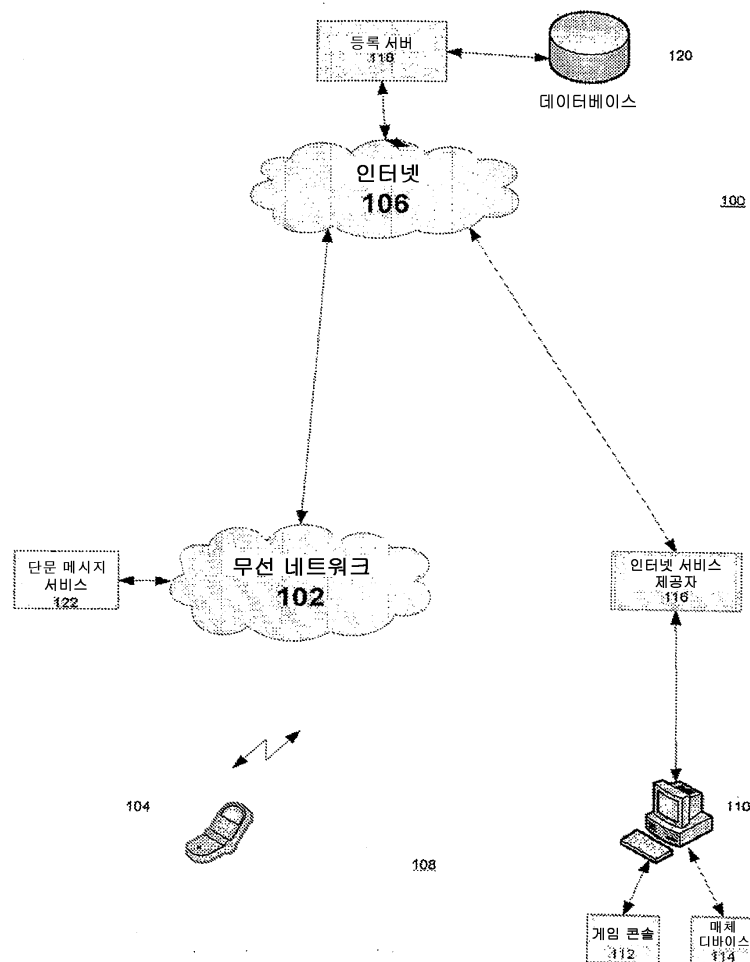 등록 서버
118
120
데이터베이스
인터넷
106
100
단문 메시지
서비스
122
무선 네트워크
102
인터넷 서비스
제공자
116
104
108
110
게임 콘솔
112
매체
디바이스
114